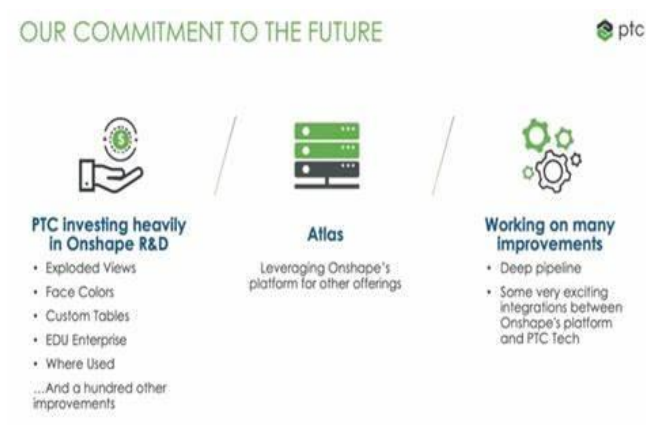 OUR COMMITMENT TO THE FUTURE
ptc
PTC investing heavily
in Onshape R&D
• Exploded Views
• Face Colors
• Custom Tables
• EDU Enterprise
• Where Used
...And a hundred other
improvements
Atlas
Leveraging Onshape's
platform for other offerings
Working on many
improvements
• Deep pipeline
• Some very exciting
integrations between
Onshape's platform
and PTC Tech